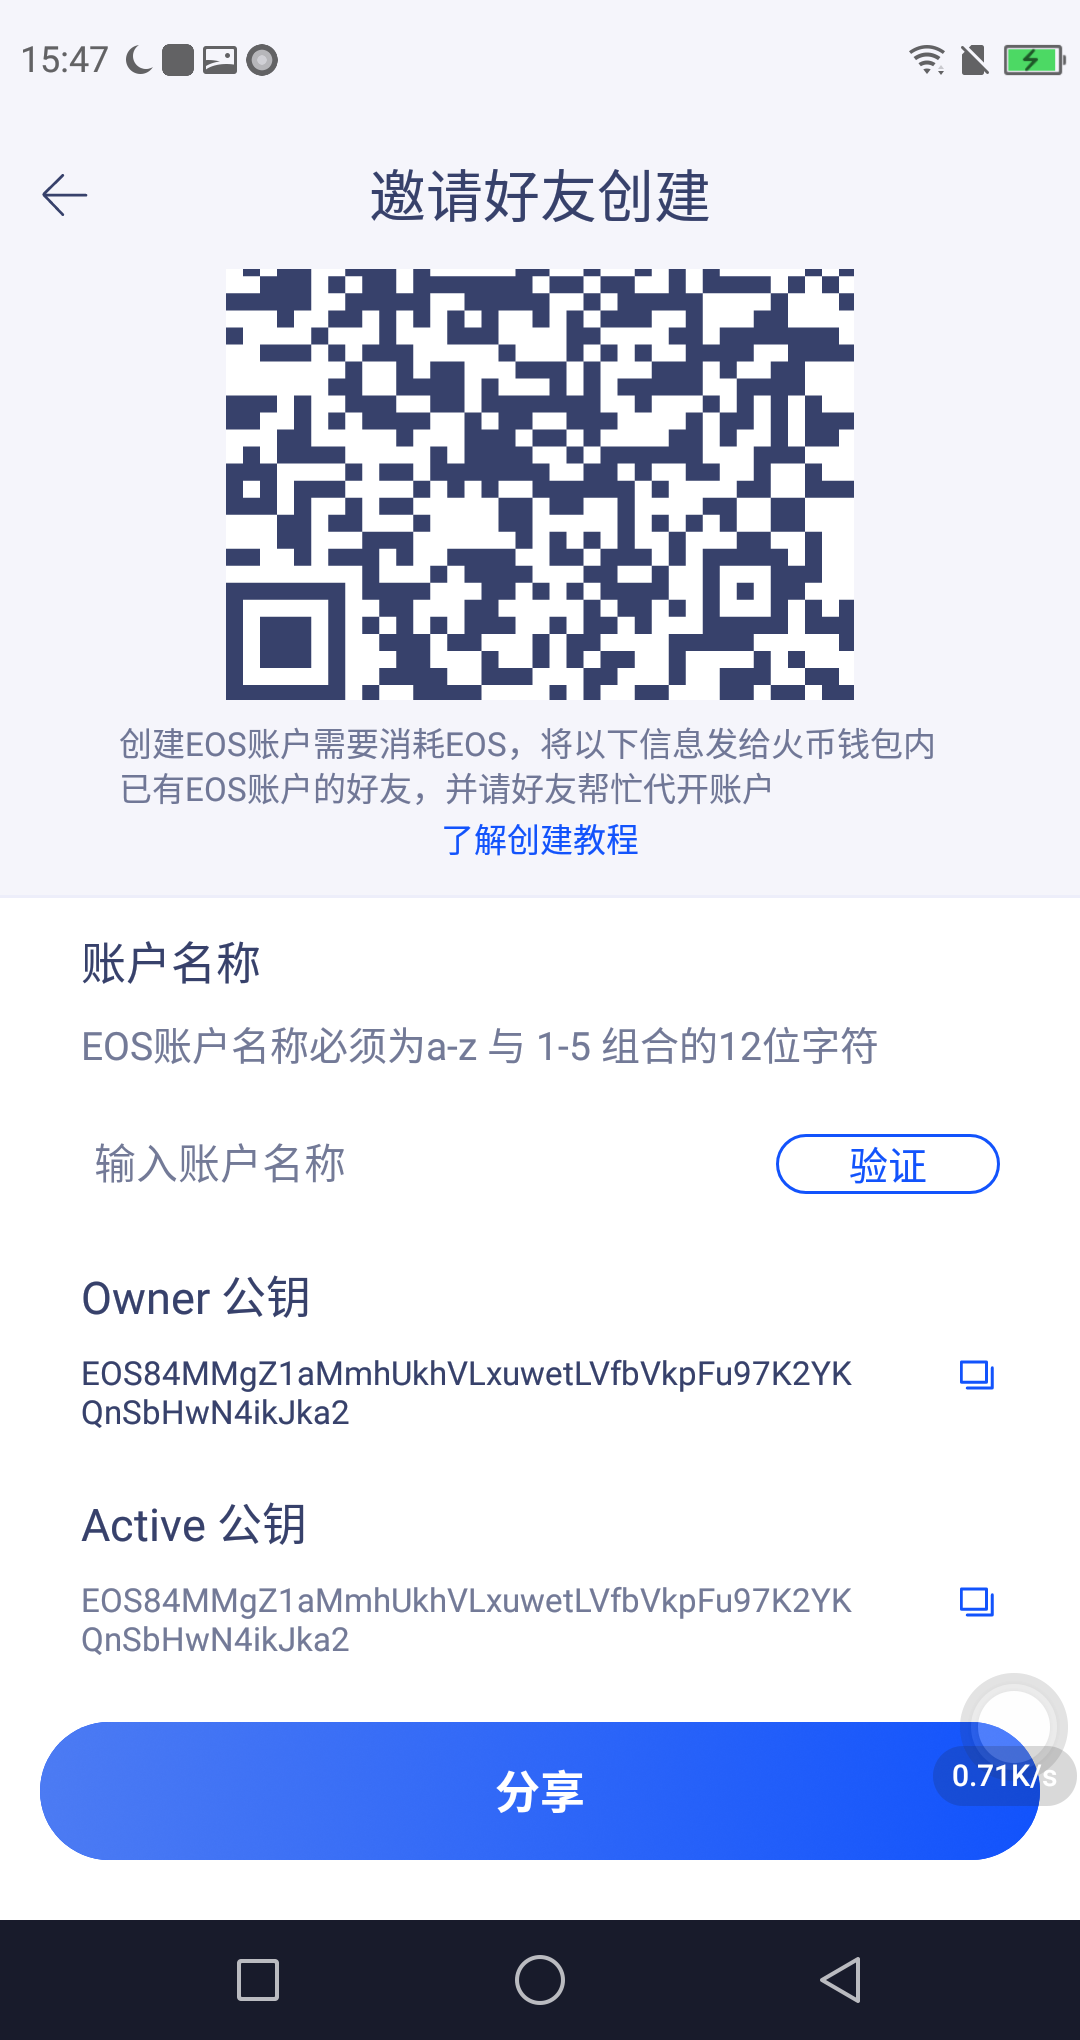 15:47
邀请好友创建
创建EOS账户需要消耗EOS，将以下信息发给火币钱包内
已有EOS账户的好友，并请好友帮忙代开账户
了解创建教程
账户名称
EOS账户名称必须为a-z 与 1-5 组合的12位字符
输入账户名称
验证
Owner 公钥
EOS84MMgZ1aMmhUkhVLxuwetLVfbVkpFu97K2YK
QnSbHwN4ikJka2
Active 公钥
EOS84MMgZ1aMmhUkhVLxuwetLVfbVkpFu97K2YK
QnSbHwN4ikJka2
分享
0.71K/s